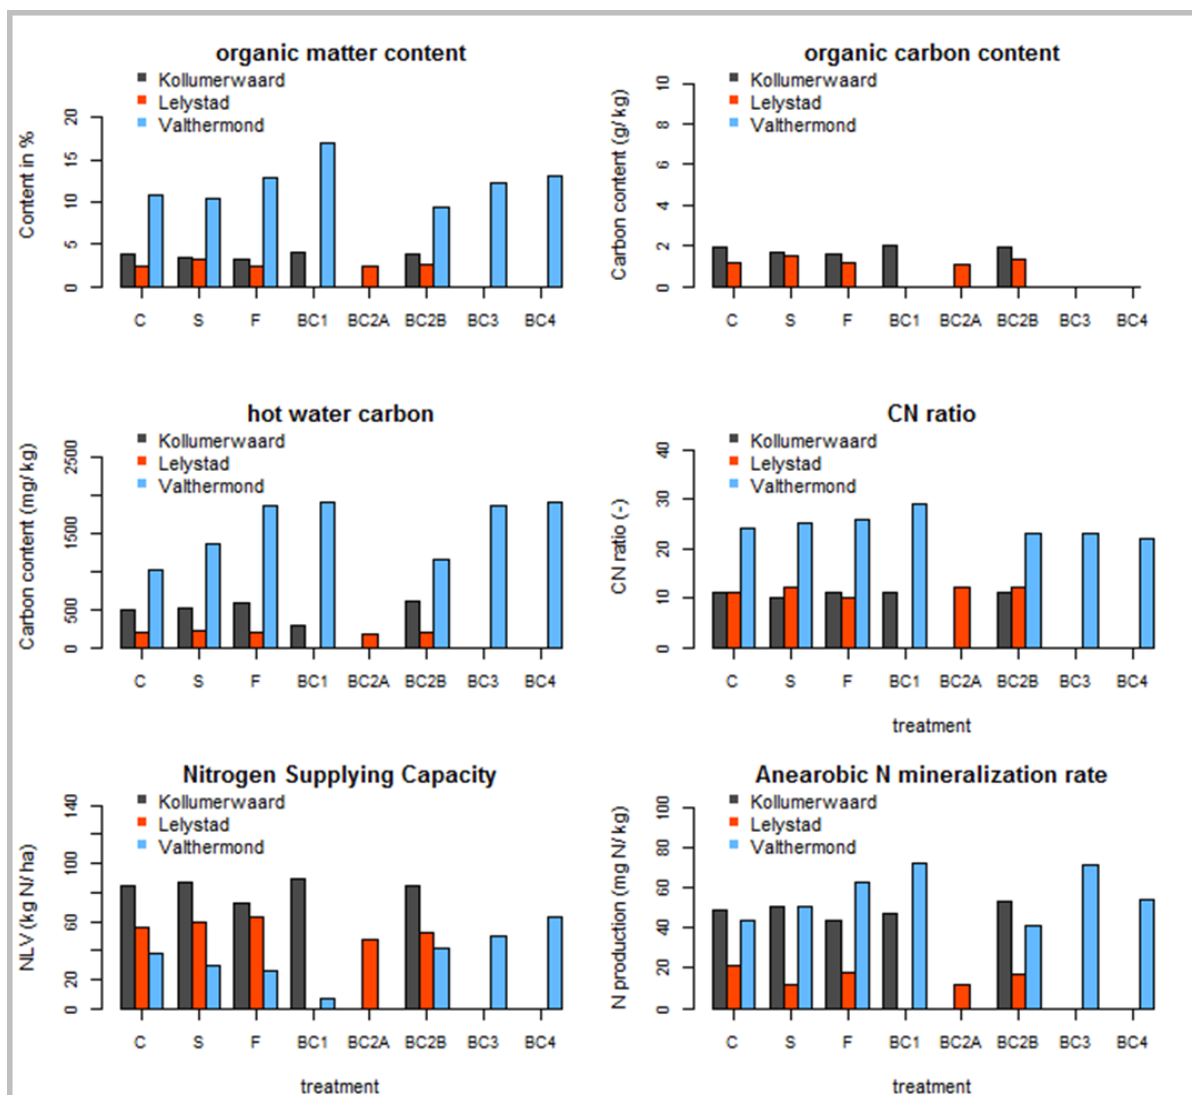 organic matter content
Kollumerwaard
Lelystad
Valthermond
Content in %
20
15
10
5
0
C S F BC1 BC2A BC2B BC3 BC4
organic carbon content
Kollumerwaard
Lelystad
Valthermond
Carbon content (g/kg)
10
8
6
4
2
0
C S F BC1 BC2A BC2B BC3 BC4
hot water carbon
Kollumerwaard
Lelystad
Valthermond
Carbon content (mg/kg)
2500
1500
500
0
C S F BC1 BC2A BC2B BC3 BC4
CN ratio
Kollumerwaard
Lelystad
Valthermond
CN ratio (-)
40
30
20
10
0
C S F BC1 BC2A BC2B BC3 BC4
treatment
Nitrogen Supplying Capacity
Kollumerwaard
Lelystad
Valthermond
NLV (kg N/ha)
140
100
60
20
0
C S F BC1 BC2A BC2B BC3 BC4
treatment
Anearobic N mineralization rate
Kollumerwaard
Lelystad
Valthermond
N production (mg N/kg)
100
80
60
40
20
0
C S F BC1 BC2A BC2B BC3 BC4
treatment